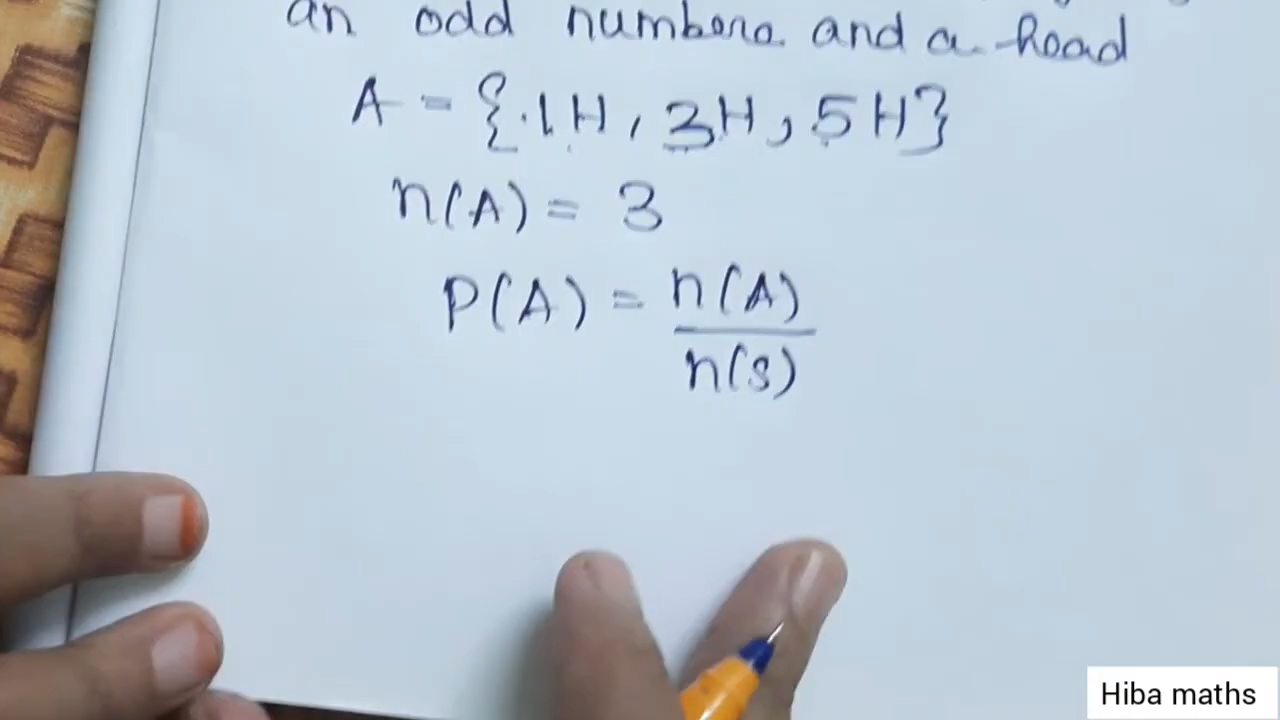 an odd numbers and a head
A = {1H, 3H, 5H}
n(A) = 3
P(A) = n(A)
n(s)
Hiba maths